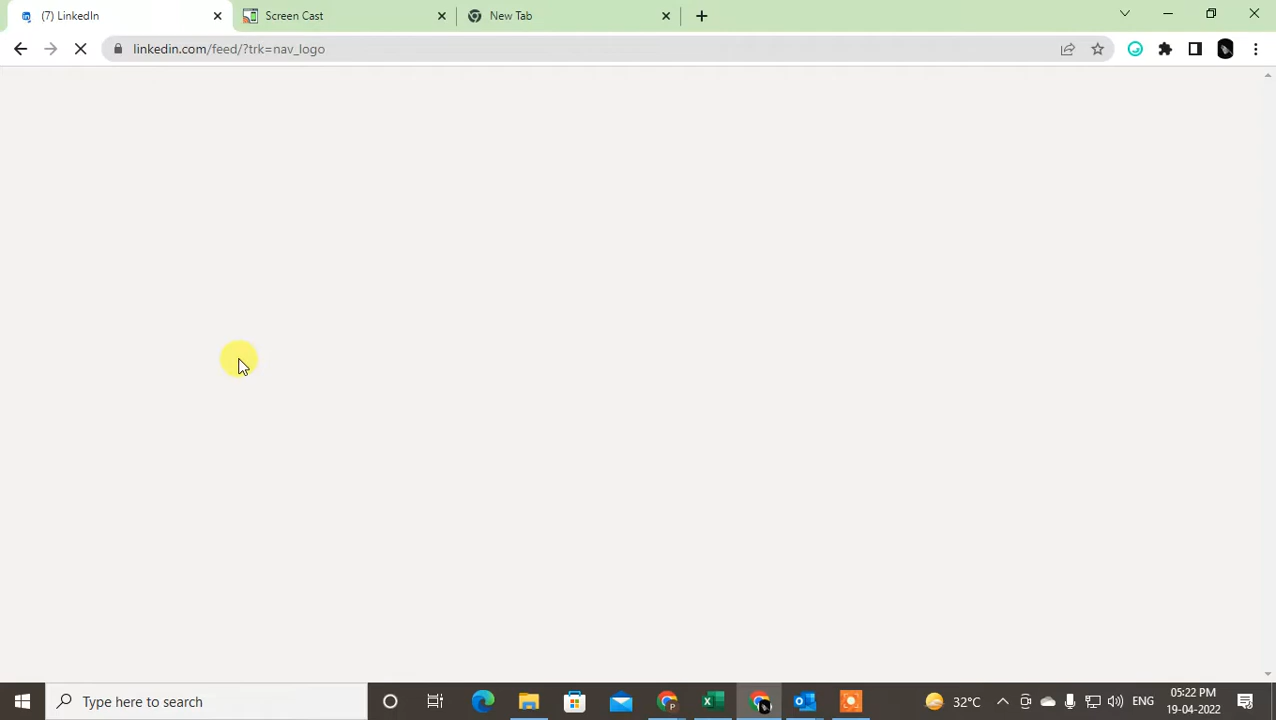 (7) LinkedIn
Screen Cast
New Tab
linkedin.com/feed/?trk=nav_logo
Type here to search
32°C
ENG
05:22 PM
19-04-2022